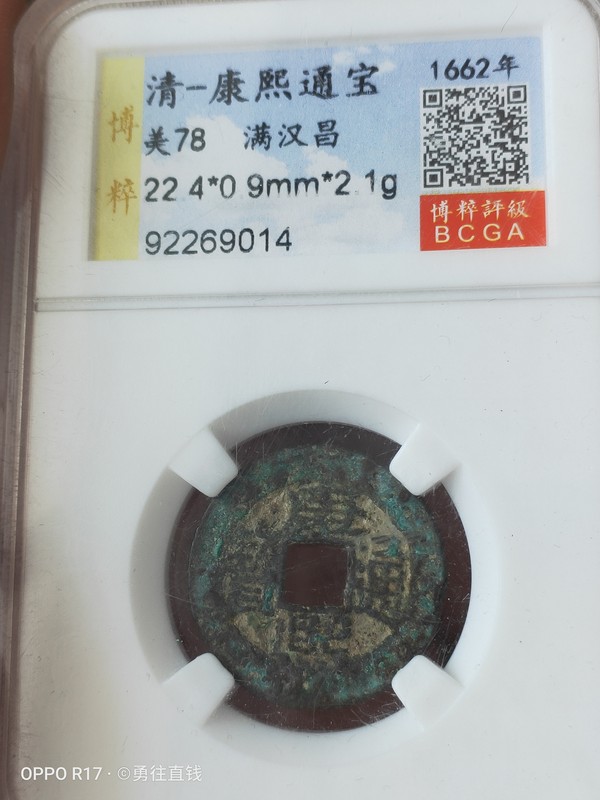 清-康熙通宝
1662年
博粹
美78 满汉昌
22.4*0.9mm*2.1g
92269014
博粹評級
BCGA
康熙通寶
OPPO R17 · ©勇往直钱